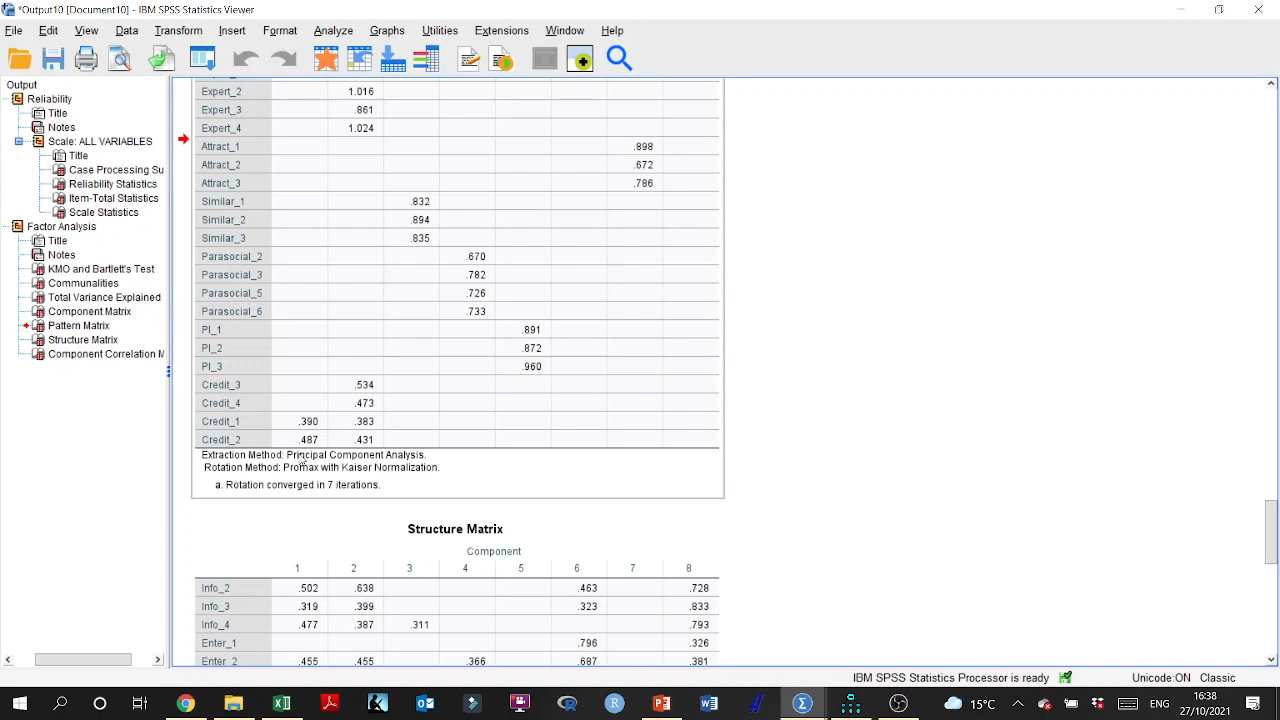 *Output10 [Document10] - IBM SPSS Statistics Viewer
File Edit View Data Transform Insert Format Analyze Graphs Utilities Extensions Window Help
Output
Reliability
Title
Notes
Scale: ALL VARIABLES
Title
Case Processing Su
Reliability Statistics
Item-Total Statistics
Scale Statistics
Factor Analysis
Title
Notes
KMO and Bartlett's Test
Communalities
Total Variance Explained
Component Matrix
Pattern Matrix
Structure Matrix
Component Correlation M
Expert_2 1.016
Expert_3 .861
Expert_4 1.024
Attract_1 .898
Attract_2 .672
Attract_3 .786
Similar_1 .832
Similar_2 .894
Similar_3 .835
Parasocial_2 .670
Parasocial_3 .782
Parasocial_5 .726
Parasocial_6 .733
PI_1 .891
PI_2 .872
PI_3 .960
Credit_3 .534
Credit_4 .473
Credit_1 .390 .383
Credit_2 .487 .431
Extraction Method: Principal Component Analysis.
Rotation Method: Promax with Kaiser Normalization.
a. Rotation converged in 7 iterations.
Structure Matrix
Component
1 2 3 4 5 6 7 8
Info_2 .502 .638 .463 .728
Info_3 .319 .399 .323 .833
Info_4 .477 .387 .311 .793
Enter_1 .796 .326
Enter_2 .455 .455 .366 .687 .381
IBM SPSS Statistics Processor is ready Unicode:ON Classic
15°C ENG 16:38
27/10/2021